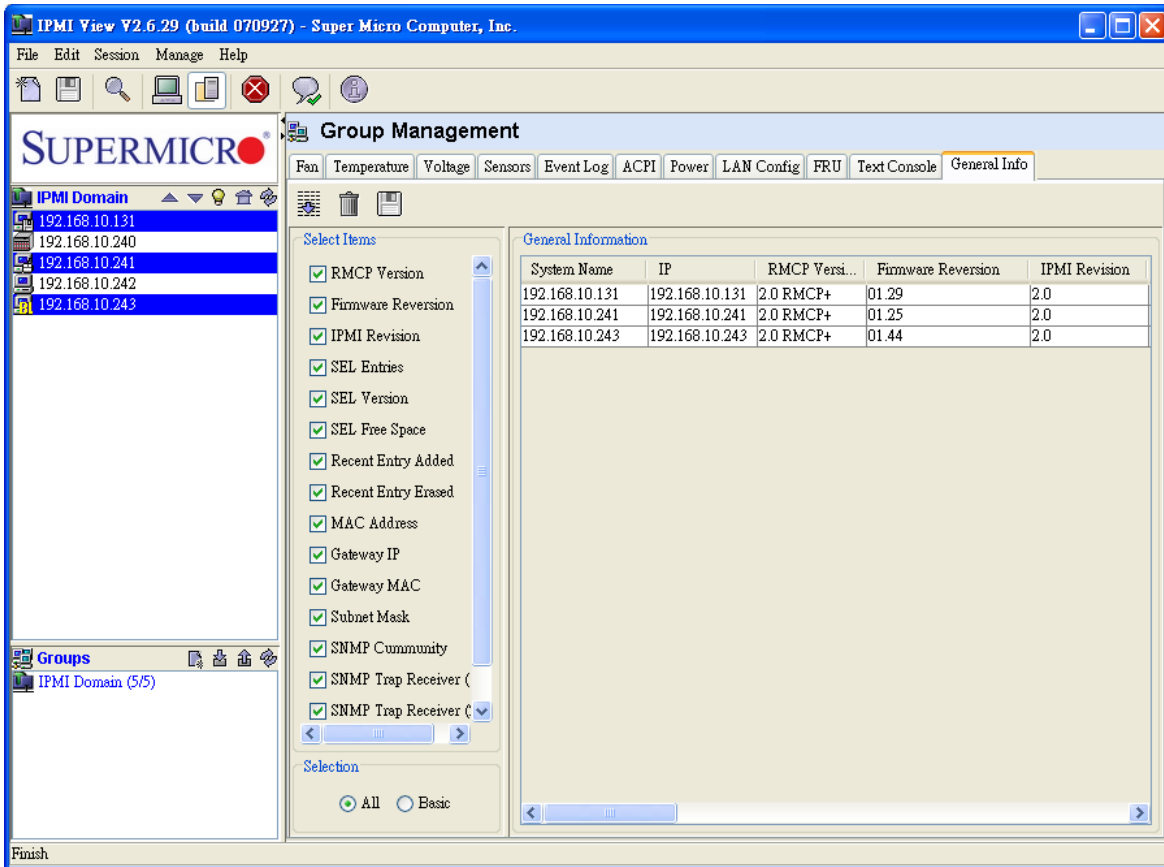 IPMI View V2.6.29 (build 070927) - Super Micro Computer, Inc.
File Edit Session Manage Help
SUPERMICRO®
Group Management
Fan Temperature Voltage Sensors Event Log ACPI Power LAN Config FRU Text Console General Info
IPMI Domain
192.168.10.131
192.168.10.240
192.168.10.241
192.168.10.242
192.168.10.243
Groups
IPMI Domain (5/5)
Select Items
RMCP Version
Firmware Reversion
IPMI Revision
SEL Entries
SEL Version
SEL Free Space
Recent Entry Added
Recent Entry Erased
MAC Address
Gateway IP
Gateway MAC
Subnet Mask
SNMP Cummunity
SNMP Trap Receiver (
SNMP Trap Receiver (
Selection
All Basic
General Information
System Name IP RMCP Versi... Firmware Reversion IPMI Revision
192.168.10.131 192.168.10.131 2.0 RMCP+ 01.29 2.0
192.168.10.241 192.168.10.241 2.0 RMCP+ 01.25 2.0
192.168.10.243 192.168.10.243 2.0 RMCP+ 01.44 2.0
Finish